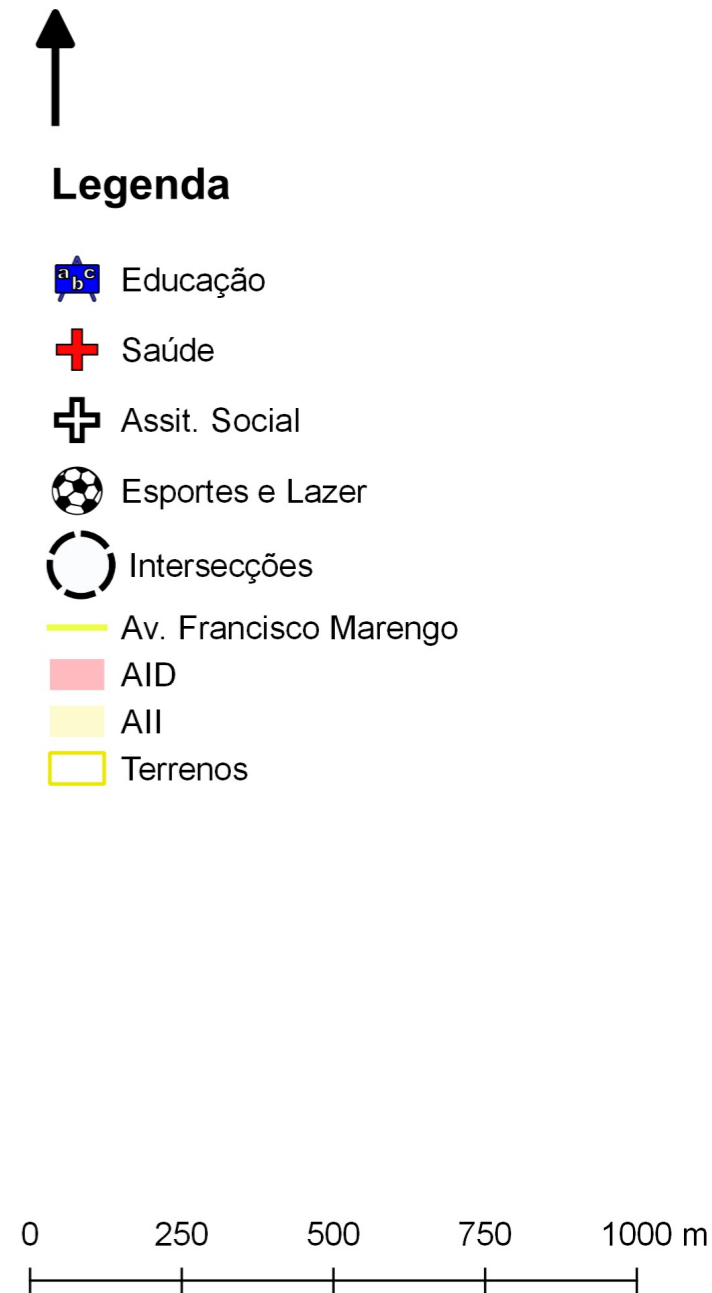 Legenda
abc Educação
Saúde
Assit. Social
Esportes e Lazer
Intersecções
Av. Francisco Marengo
AID
AII
Terrenos
0 250 500 750 1000 m